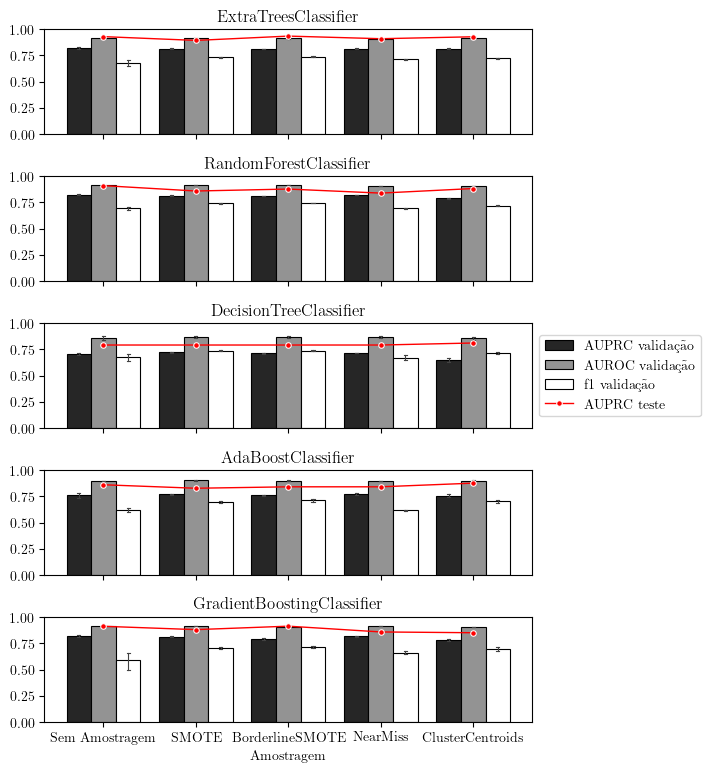 ExtraTreesClassifier
1.00
0.75
0.50
0.25
0.00
RandomForestClassifier
1.00
0.75
0.50
0.25
0.00
DecisionTreeClassifier
1.00
0.75
0.50
0.25
0.00
AUPRC validação
AUROC validação
f1 validação
AUPRC teste
AdaBoostClassifier
1.00
0.75
0.50
0.25
0.00
GradientBoostingClassifier
1.00
0.75
0.50
0.25
0.00
Sem Amostragem SMOTE BorderlineSMOTE NearMiss ClusterCentroids
Amostragem